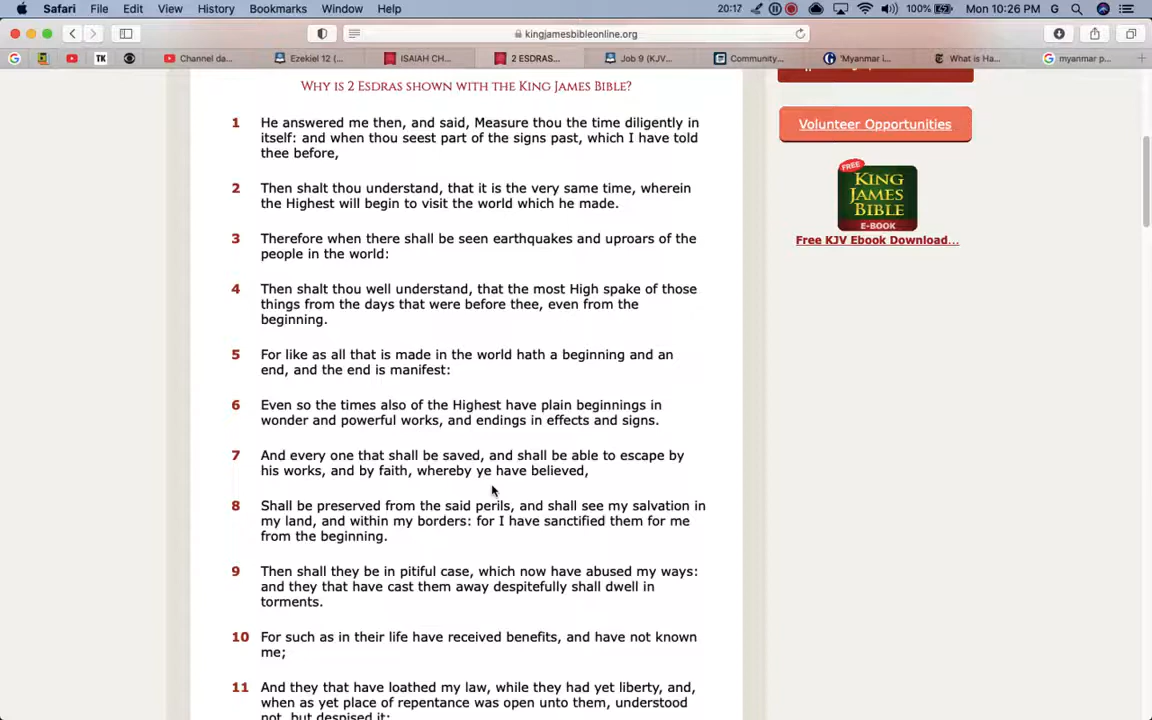 Safari File Edit View History Bookmarks Window Help 20:17 100% Mon 10:26 PM G
kingjamesbibleonline.org
G TK Channel da... Ezekiel 12 (... ISAIAH CH... 2 ESDRAS... Job 9 (KJV... Community... 'Myanmar i... What is Ha... myanmar p...
WHY IS 2 ESDRAS SHOWN WITH THE KING JAMES BIBLE?
1 He answered me then, and said, Measure thou the time diligently in
itself: and when thou seest part of the signs past, which I have told
thee before,
2 Then shalt thou understand, that it is the very same time, wherein
the Highest will begin to visit the world which he made.
3 Therefore when there shall be seen earthquakes and uproars of the
people in the world:
4 Then shalt thou well understand, that the most High spake of those
things from the days that were before thee, even from the
beginning.
5 For like as all that is made in the world hath a beginning and an
end, and the end is manifest:
6 Even so the times also of the Highest have plain beginnings in
wonder and powerful works, and endings in effects and signs.
7 And every one that shall be saved, and shall be able to escape by
his works, and by faith, whereby ye have believed,
8 Shall be preserved from the said perils, and shall see my salvation in
my land, and within my borders: for I have sanctified them for me
from the beginning.
9 Then shall they be in pitiful case, which now have abused my ways:
and they that have cast them away despitefully shall dwell in
torments.
10 For such as in their life have received benefits, and have not known
me;
11 And they that have loathed my law, while they had yet liberty, and,
when as yet place of repentance was open unto them, understood
not, but despised it;
Volunteer Opportunities
FREE
KING
JAMES
BIBLE
E-BOOK
Free KJV Ebook Download...